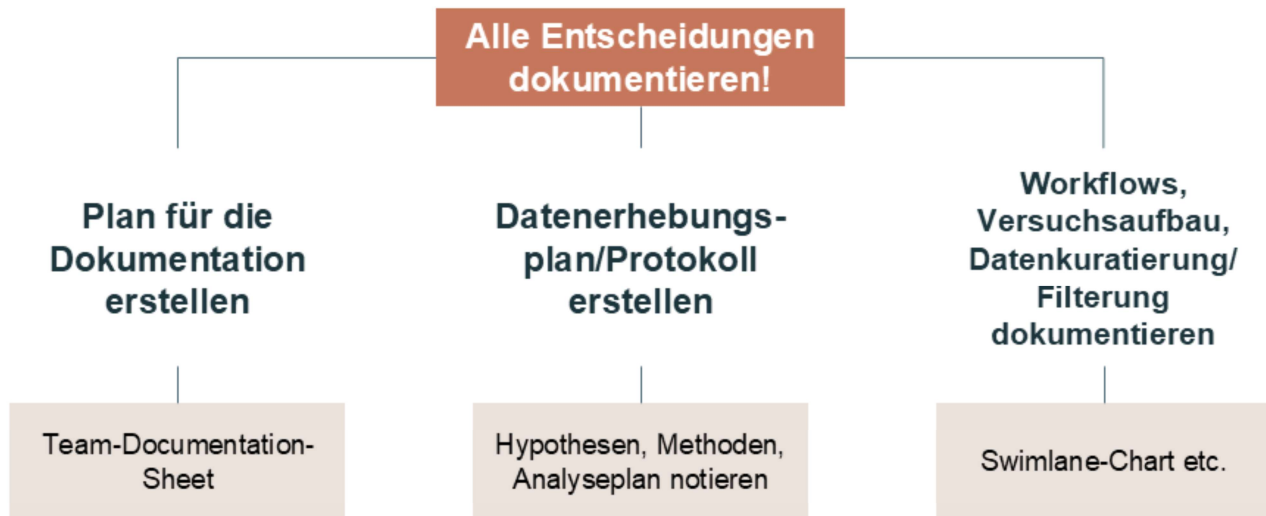 Alle Entscheidungen
dokumentieren!
Plan für die
Dokumentation
erstellen
Datenerhebungs-
plan/Protokoll
erstellen
Workflows,
Versuchsaufbau,
Datenkuratierung/
Filterung
dokumentieren
Team-Documentation-
Sheet
Hypothesen, Methoden,
Analyseplan notieren
Swimlane-Chart etc.